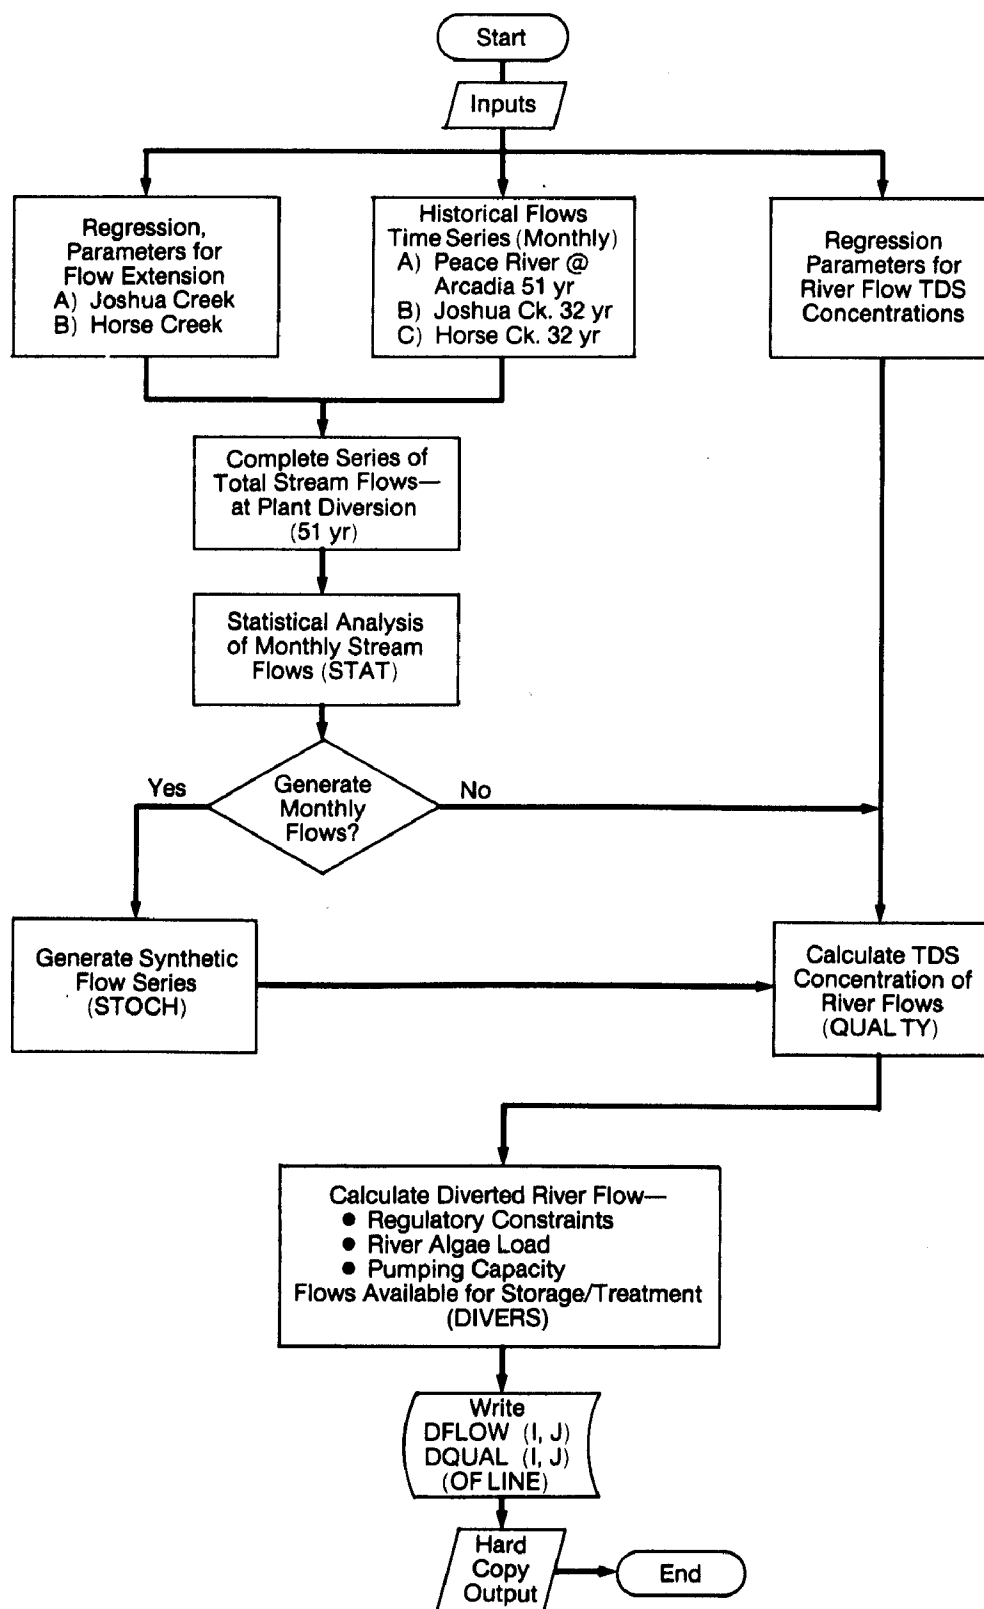 Start
Inputs
Regression,
Parameters for
Flow Extension
A) Joshua Creek
B) Horse Creek
Historical Flows
Time Series (Monthly)
A) Peace River @
Arcadia 51 yr
B) Joshua Ck. 32 yr
C) Horse Ck. 32 yr
Regression
Parameters for
River Flow TDS
Concentrations
Complete Series of
Total Stream Flows—
at Plant Diversion
(51 yr)
Statistical Analysis
of Monthly Stream
Flows (STAT)
Yes
Generate
Monthly
Flows?
No
Generate Synthetic
Flow Series
(STOCH)
Calculate TDS
Concentration of
River Flows
(QUAL TY)
Calculate Diverted River Flow—
● Regulatory Constraints
● River Algae Load
● Pumping Capacity
Flows Available for Storage/Treatment
(DIVERS)
Write
DFLOW (I, J)
DQUAL (I, J)
(OF LINE)
Hard
Copy
Output
End